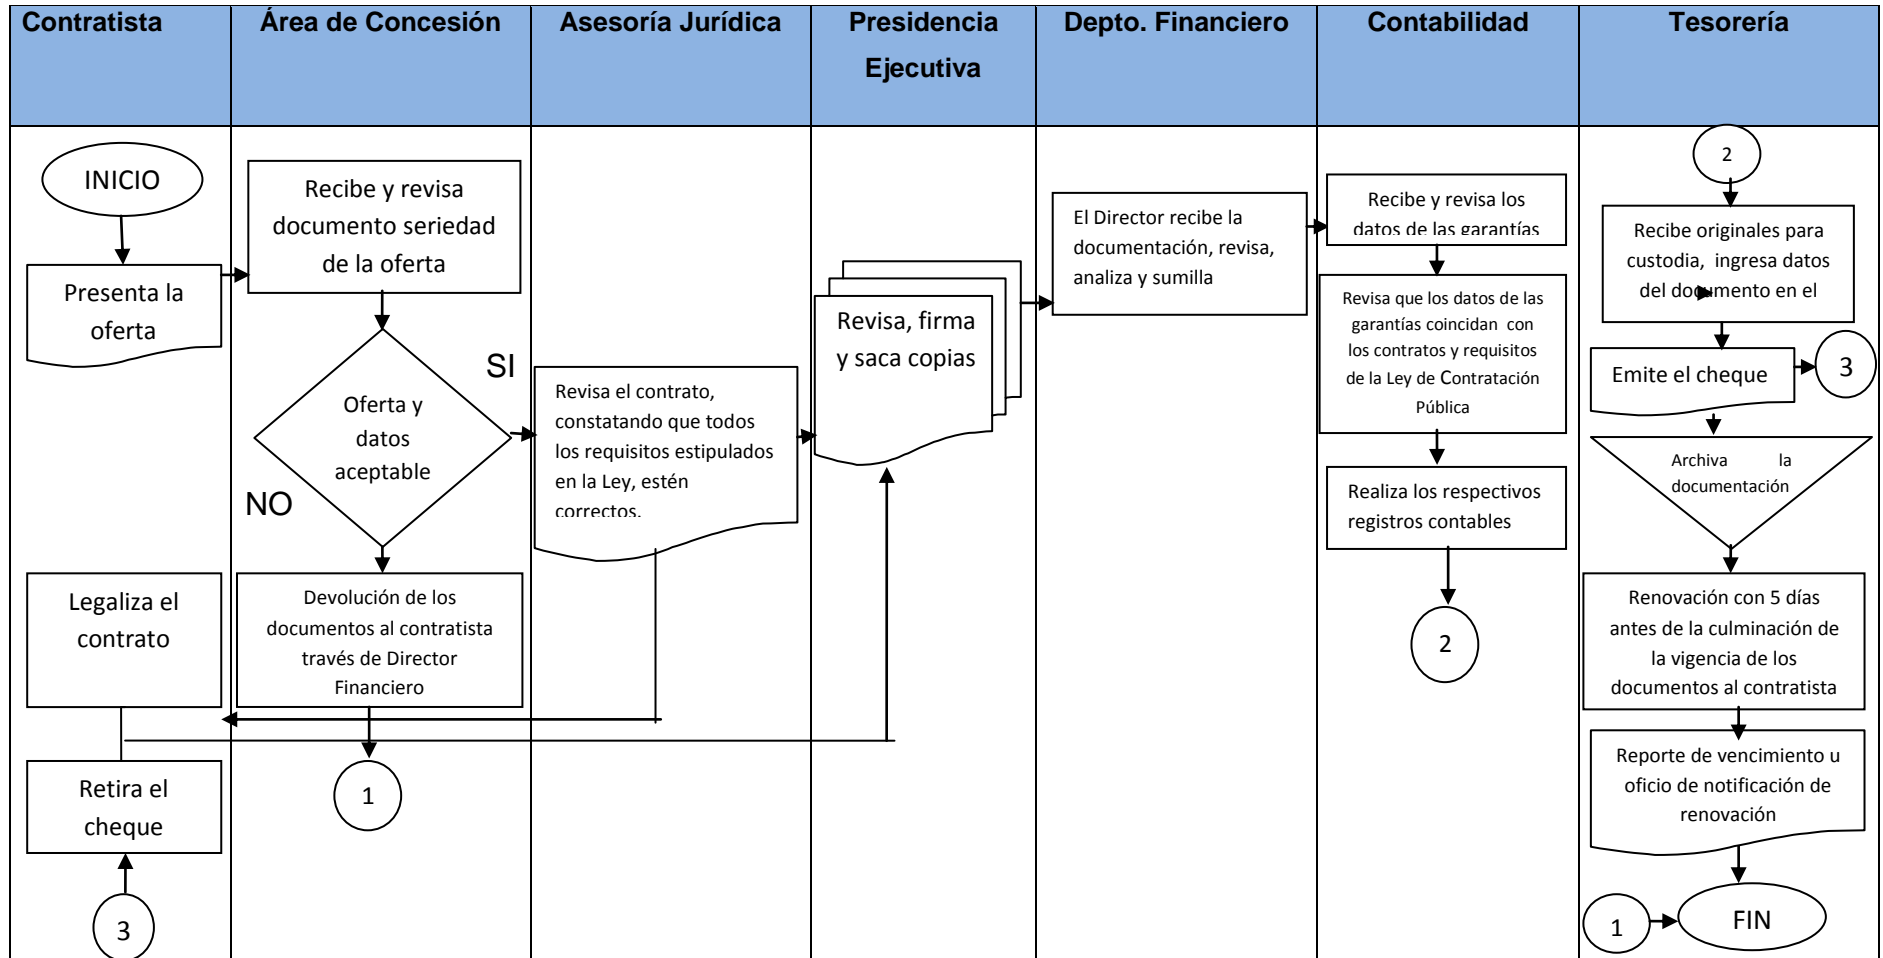 Contratista
Área de Concesión
Asesoría Jurídica
Presidencia
Ejecutiva
Depto. Financiero
Contabilidad
Tesorería
INICIO
Presenta la
oferta
Legaliza el
contrato
Retira el
cheque
3
Recibe y revisa
documento seriedad
de la oferta
SI
Oferta y
datos
aceptable
NO
Devolución de los
documentos al contratista
través de Director
Financiero
1
Revisa el contrato,
constatando que todos
los requisitos estipulados
en la Ley, estén
correctos.
Revisa, firma
y saca copias
El Director recibe la
documentación, revisa,
analiza y sumilla
Recibe y revisa los
datos de las garantías
Revisa que los datos de las
garantías coincidan con
los contratos y requisitos
de la Ley de Contratación
Pública
Realiza los respectivos
registros contables
2
2
Recibe originales para
custodia, ingresa datos
del documento en el
Emite el cheque
3
Archiva la
documentación
Renovación con 5 días
antes de la culminación de
la vigencia de los
documentos al contratista
Reporte de vencimiento u
oficio de notificación de
renovación
1
FIN